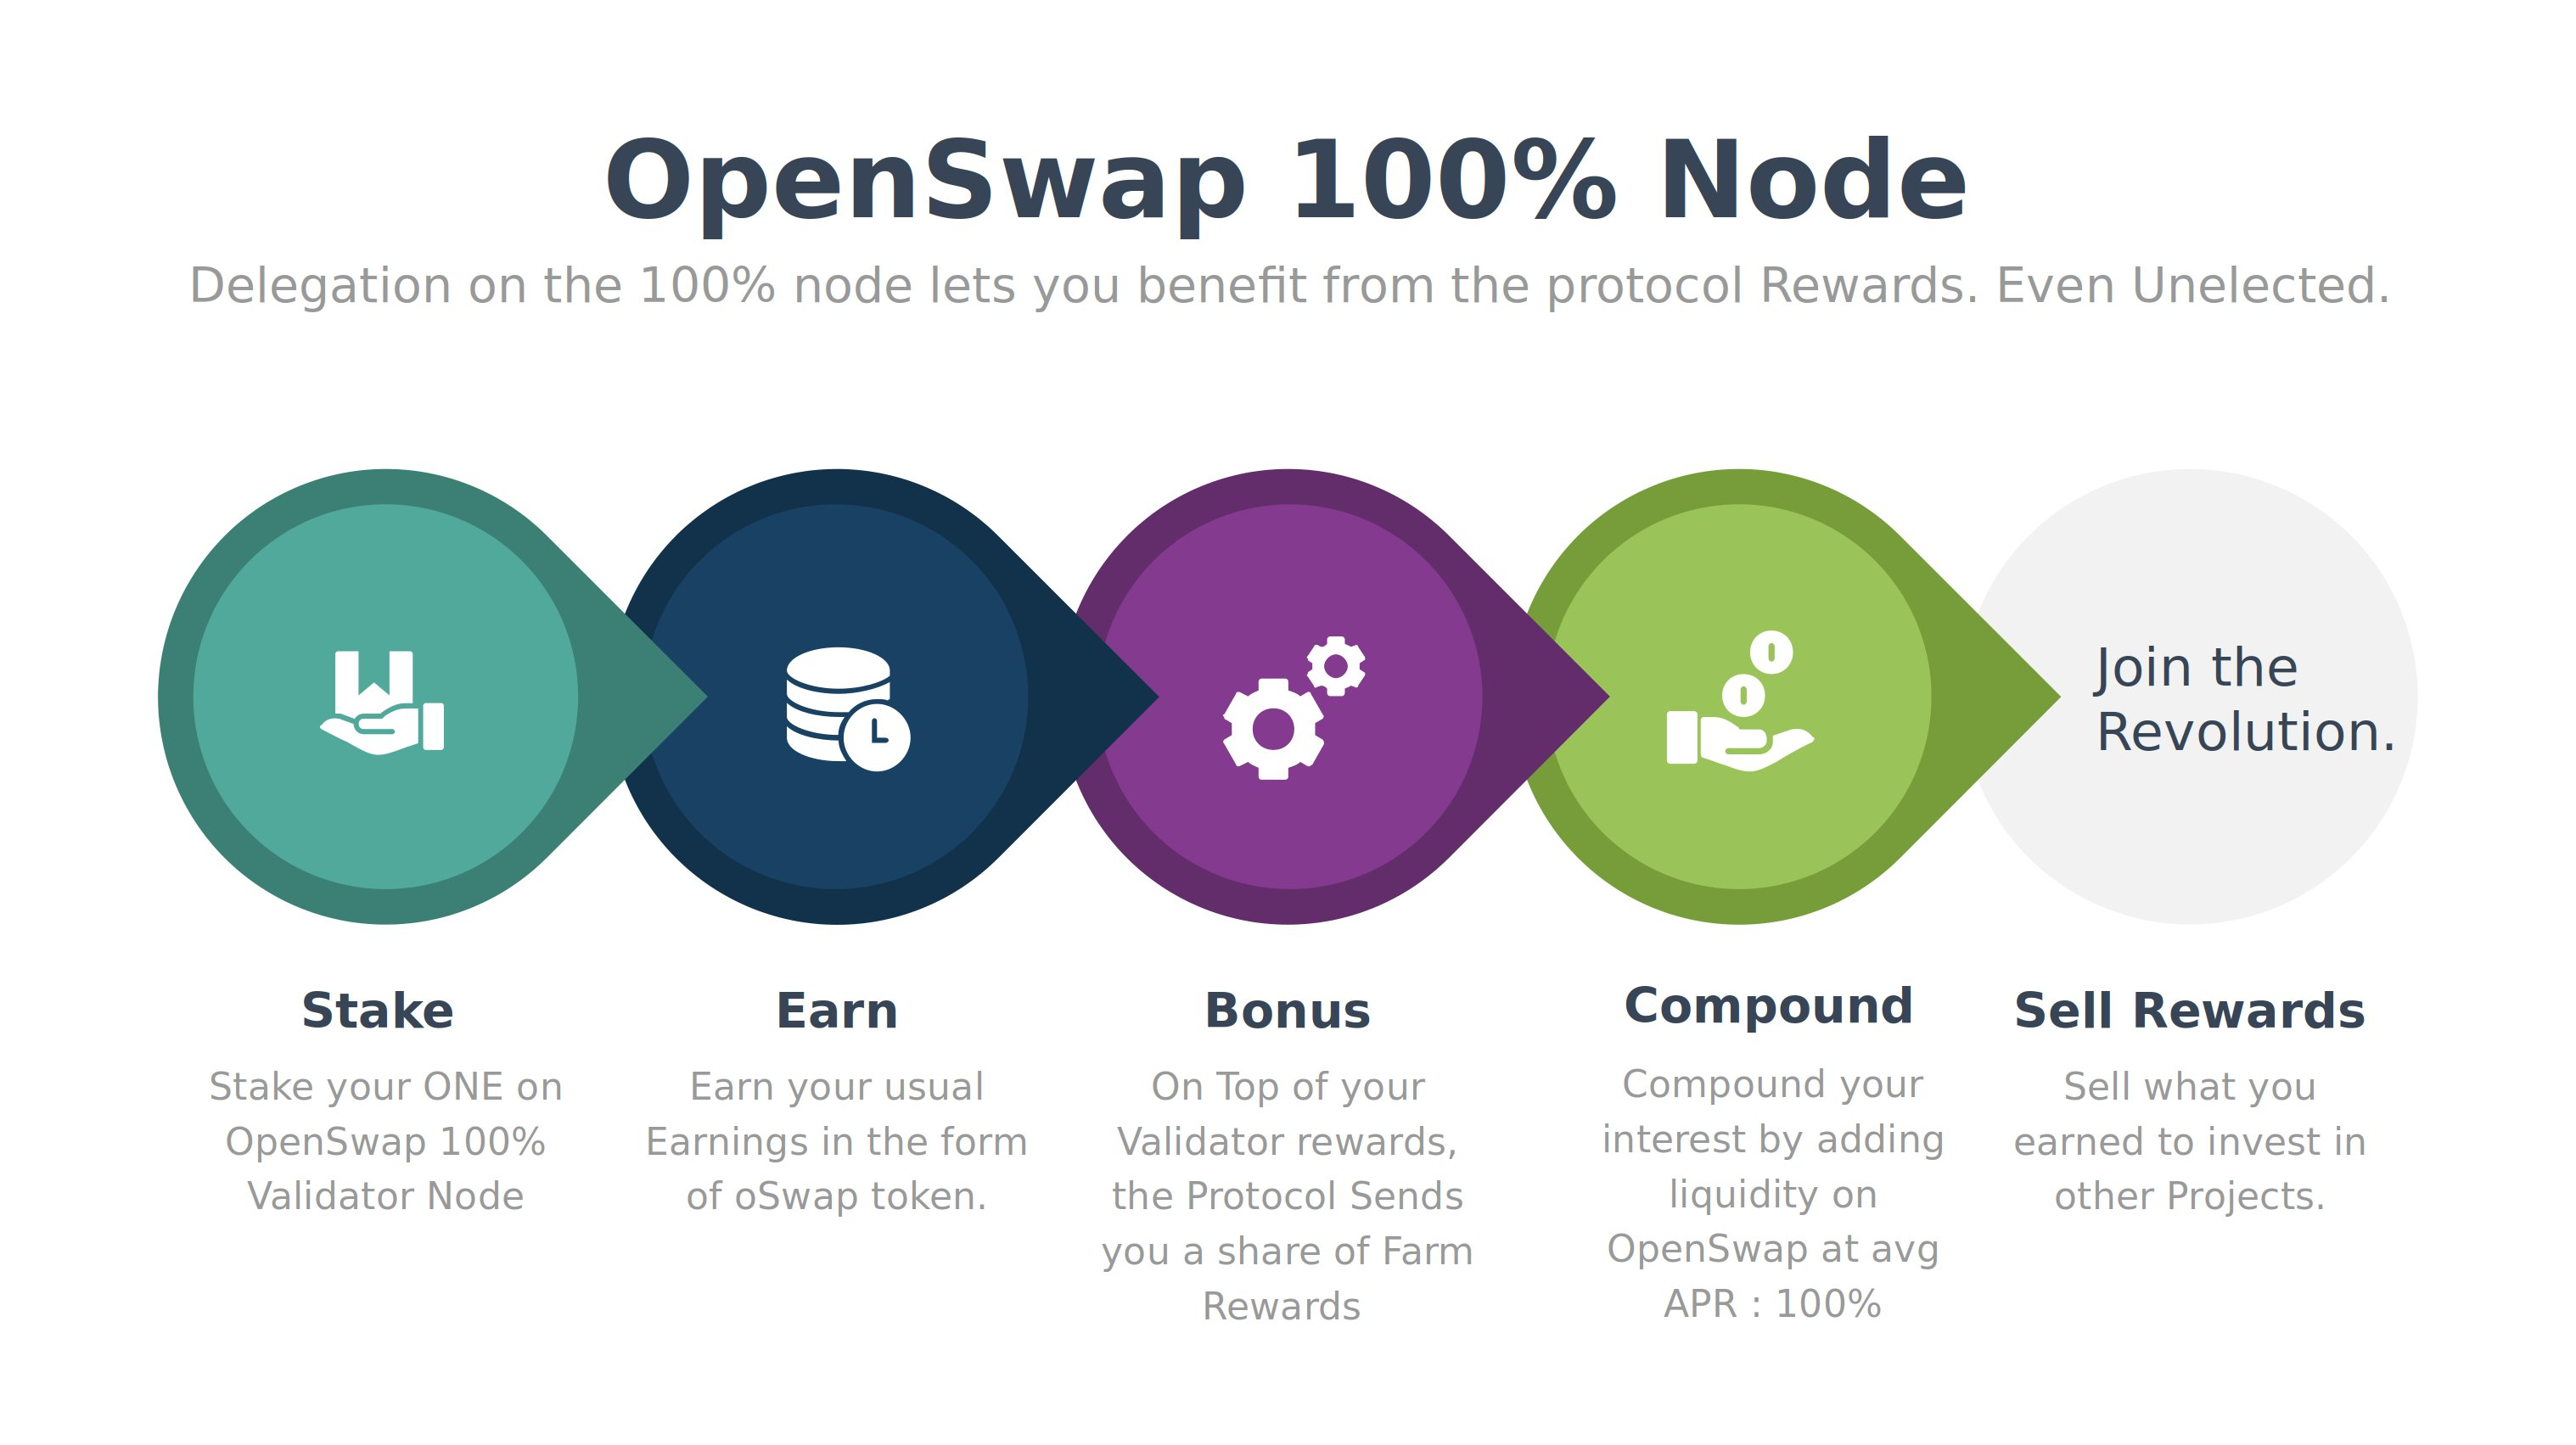 OpenSwap 100% Node
Delegation on the 100% node lets you benefit from the protocol Rewards. Even Unelected.
Join the
Revolution.
Stake
Stake your ONE on
OpenSwap 100%
Validator Node
Earn
Earn your usual
Earnings in the form
of oSwap token.
Bonus
On Top of your
Validator rewards,
the Protocol Sends
you a share of Farm
Rewards
Compound
Compound your
interest by adding
liquidity on
OpenSwap at avg
APR : 100%
Sell Rewards
Sell what you
earned to invest in
other Projects.